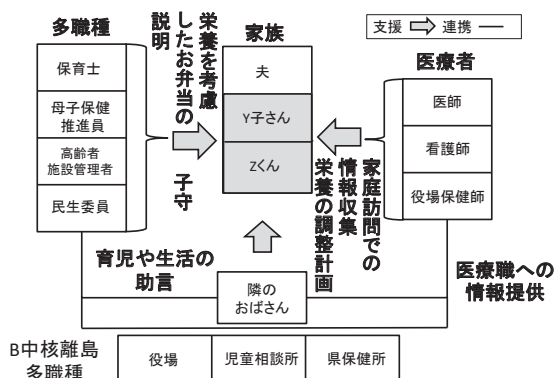 支援 連携
多職種
保育士
母子保健
推進員
高齢者
施設管理者
民生委員
栄養を考慮
したお弁当の
説明
子守
家族
夫
Y子さん
Zくん
医療者
医師
看護師
役場保健師
家庭訪問での
情報収集
栄養の調整計画
育児や生活の
助言
隣の
おばさん
医療職への
情報提供
B中核離島
多職種
役場
児童相談所
県保健所